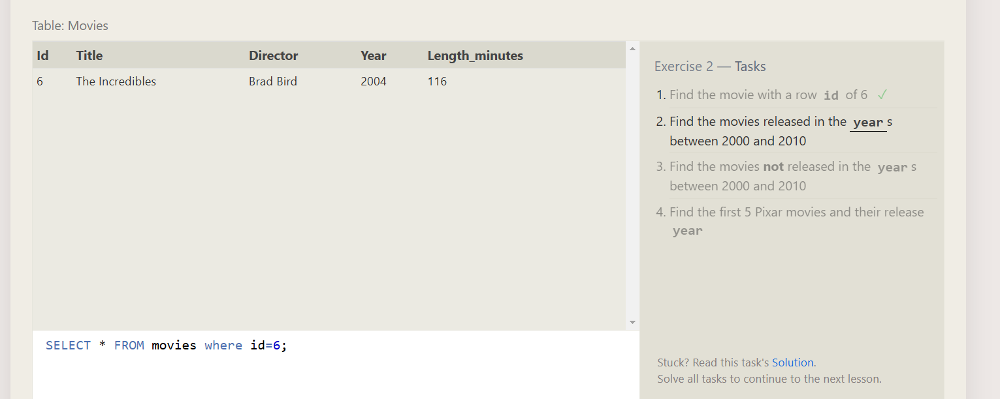 Table: Movies
Id Title Director Year Length_minutes
6 The Incredibles Brad Bird 2004 116
SELECT * FROM movies where id=6;
Exercise 2 — Tasks
1. Find the movie with a row id of 6 ✓
2. Find the movies released in the year s
between 2000 and 2010
3. Find the movies not released in the year s
between 2000 and 2010
4. Find the first 5 Pixar movies and their release
year
Stuck? Read this task's Solution.
Solve all tasks to continue to the next lesson.